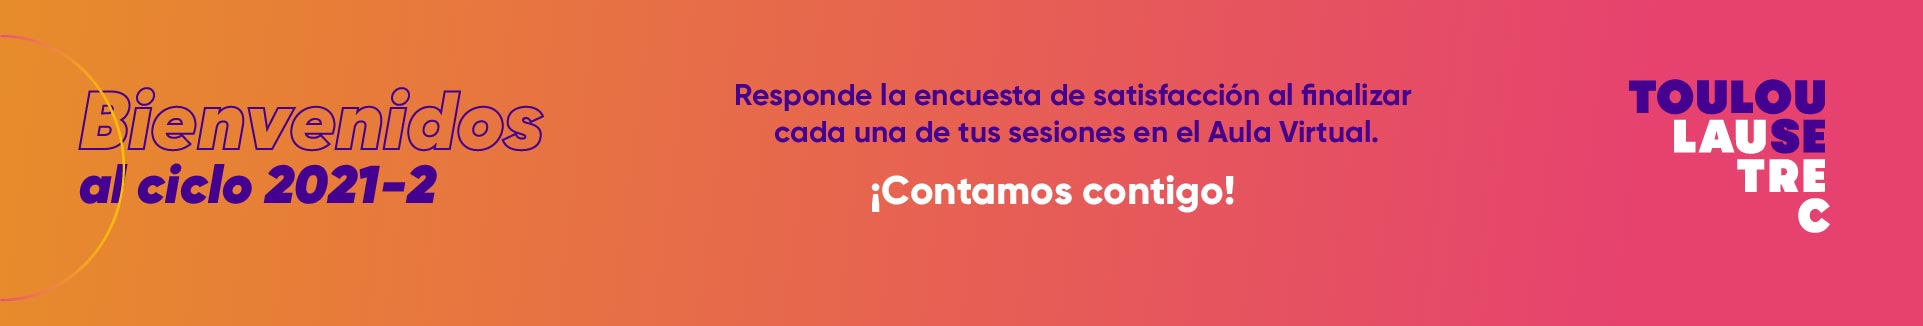 Bienvenidos
al ciclo 2021-2
Responde la encuesta de satisfacción al finalizar
cada una de tus sesiones en el Aula Virtual.
¡Contamos contigo!
TOULOU
LAUSE
TRE
C